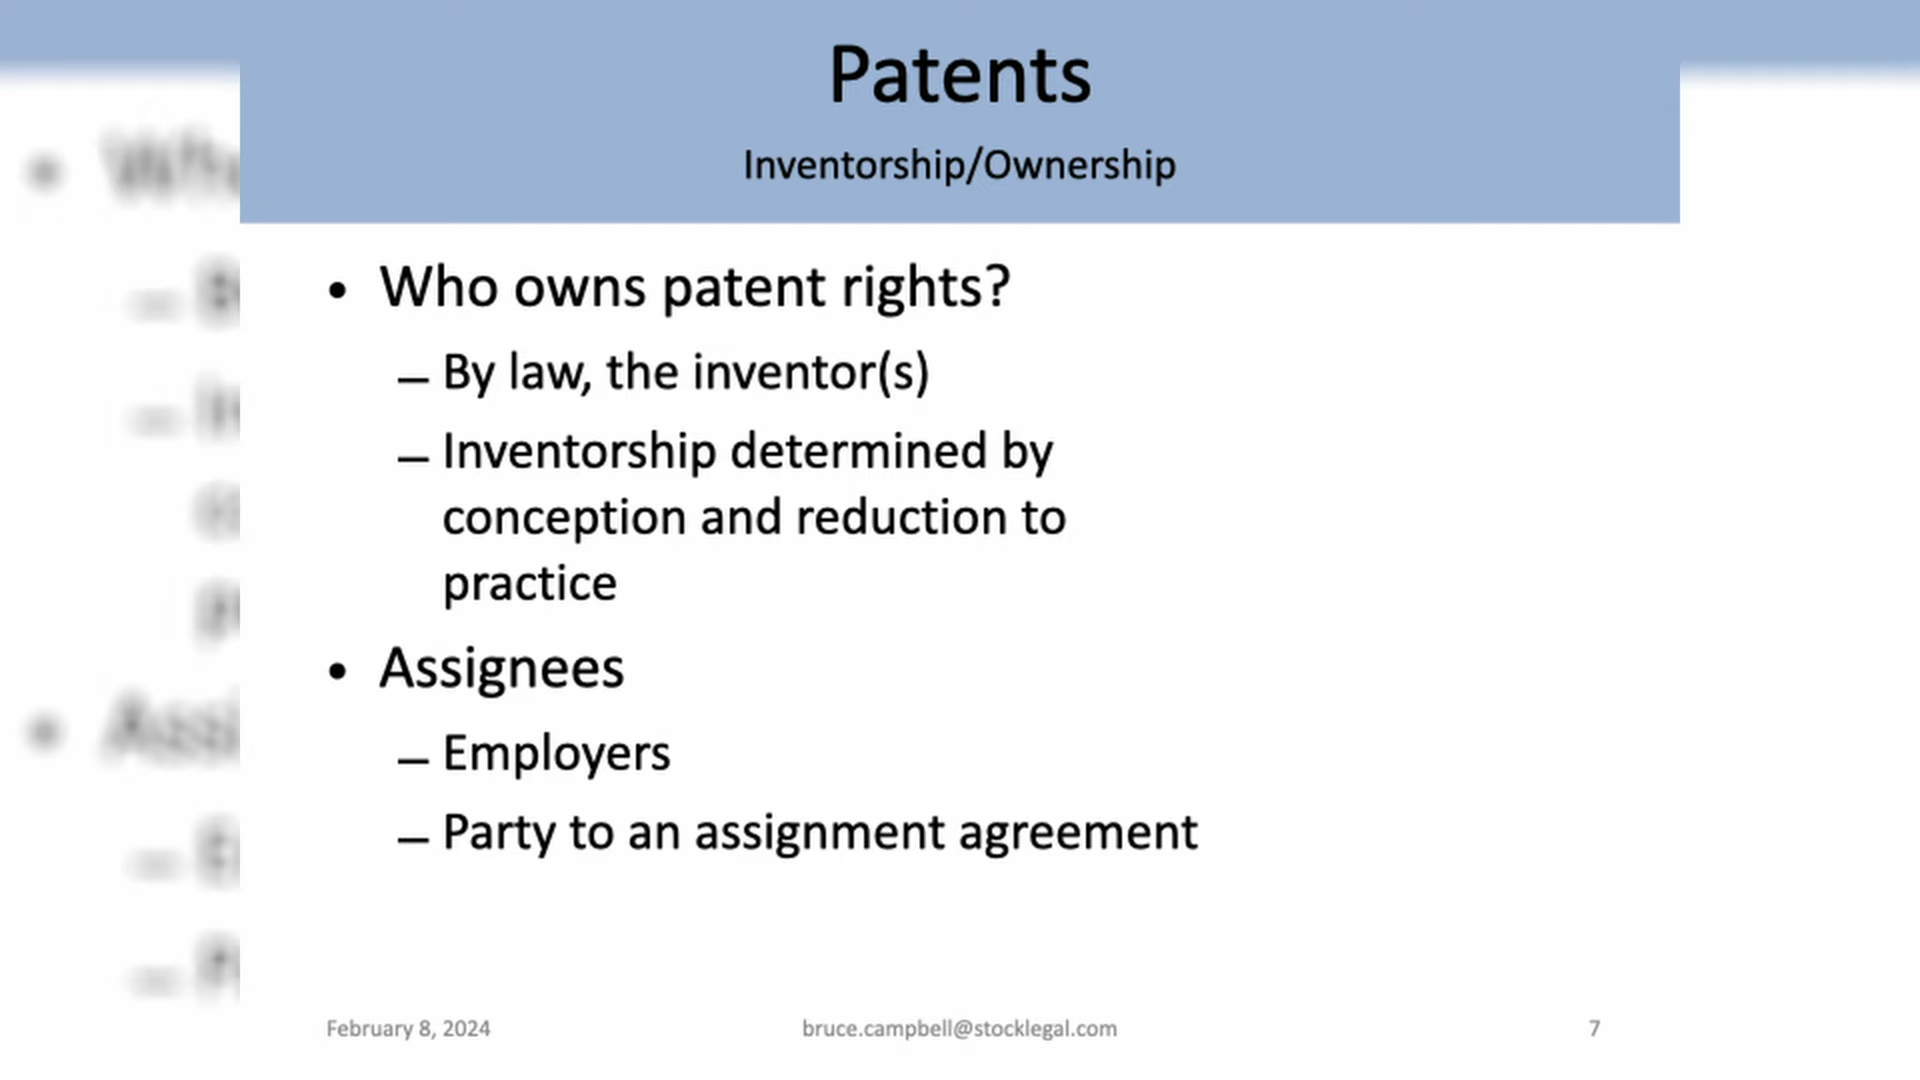 Patents
Inventorship/Ownership
• Who owns patent rights?
– By law, the inventor(s)
– Inventorship determined by
conception and reduction to
practice
• Assignees
– Employers
– Party to an assignment agreement
February 8, 2024
bruce.campbell@stocklegal.com
7